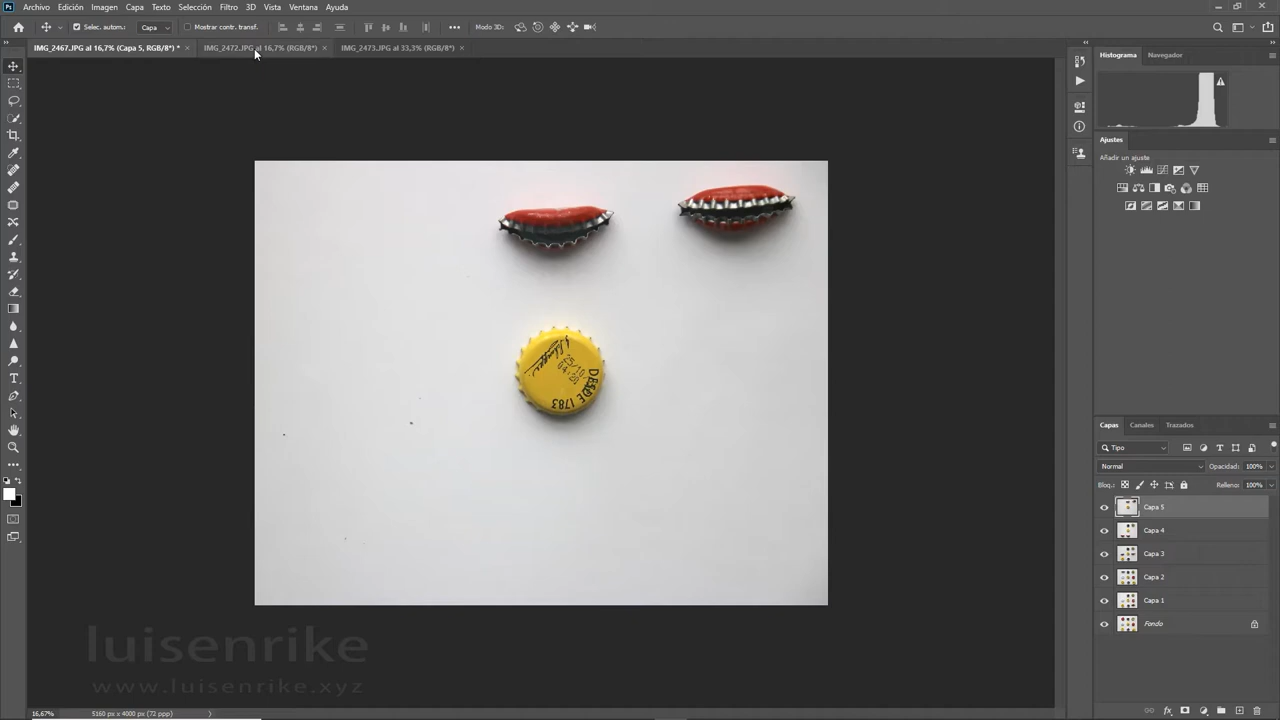 Archivo Edición Imagen Capa Texto Selección Filtro 3D Vista Ventana Ayuda
Selec. autom.: Capa Mostrar contr. transf. Modo 3D:
IMG_2467.JPG al 16,7% (Capa 5, RGB/8*) * IMG_2472.JPG al 16,7% (RGB/8*) IMG_2473.JPG al 33,3% (RGB/8*)
Histograma Navegador
Ajustes
Añadir un ajuste
25/10
04:20
DESDE 1783
Capas Canales Trazados
Tipo
Normal Opacidad: 100%
Bloq.: Relleno: 100%
Capa 5
Capa 4
Capa 3
Capa 2
Capa 1
Fondo
luisenrike
www.luisenrike.xyz
16,67% 5160 px x 4000 px (72 ppp)